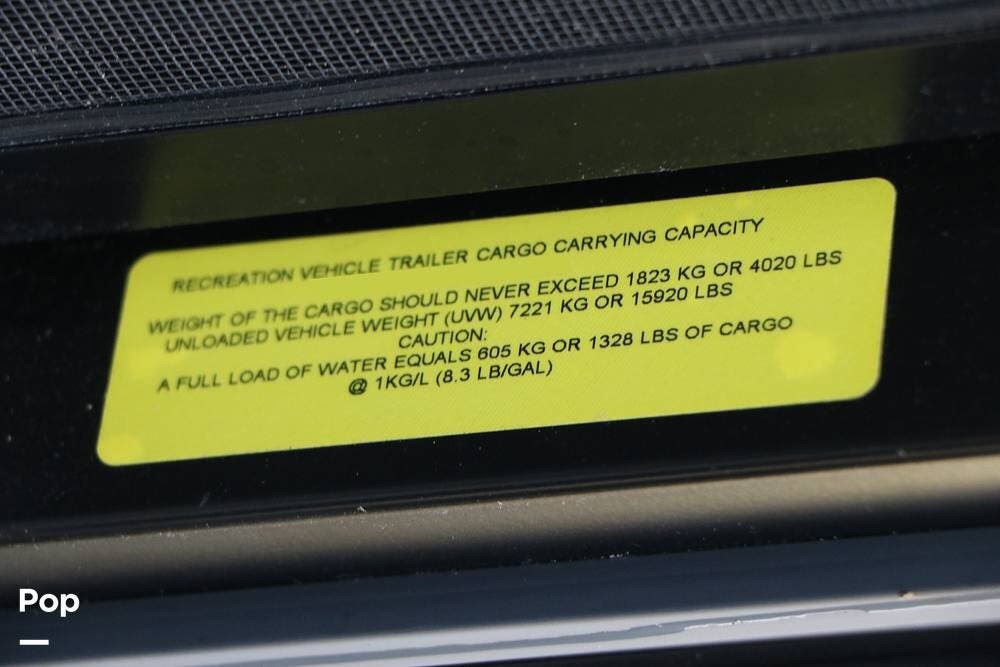 RECREATION VEHICLE TRAILER CARGO CARRYING CAPACITY
WEIGHT OF THE CARGO SHOULD NEVER EXCEED 1823 KG OR 4020 LBS
UNLOADED VEHICLE WEIGHT (UVW) 7221 KG OR 15920 LBS
CAUTION:
A FULL LOAD OF WATER EQUALS 605 KG OR 1328 LBS OF CARGO
@ 1KG/L (8.3 LB/GAL)
Pop